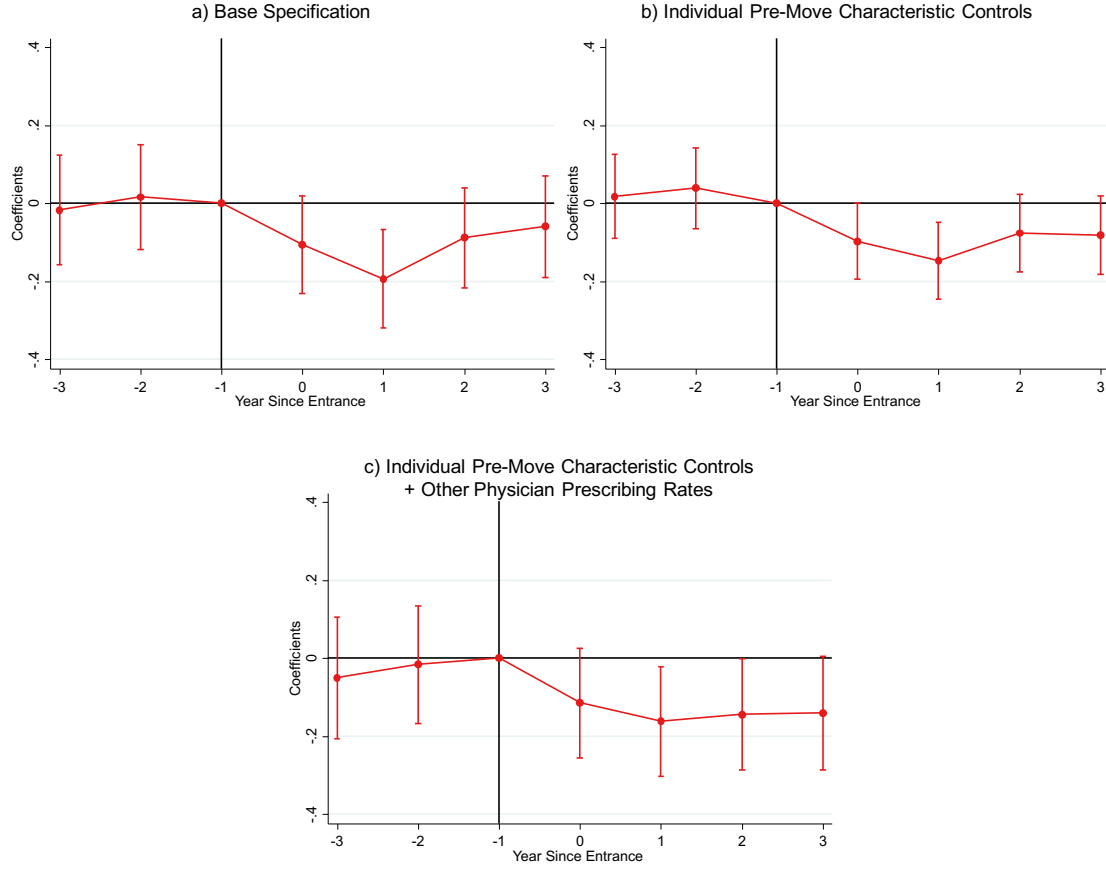 a) Base Specification
.4
.2
0
-.2
-.4
Coefficients
-3 -2 -1 0 1 2 3
Year Since Entrance
b) Individual Pre-Move Characteristic Controls
.4
.2
0
-.2
-.4
Coefficients
-3 -2 -1 0 1 2 3
Year Since Entrance
c) Individual Pre-Move Characteristic Controls
+ Other Physician Prescribing Rates
.4
.2
0
-.2
-.4
Coefficients
-3 -2 -1 0 1 2 3
Year Since Entrance